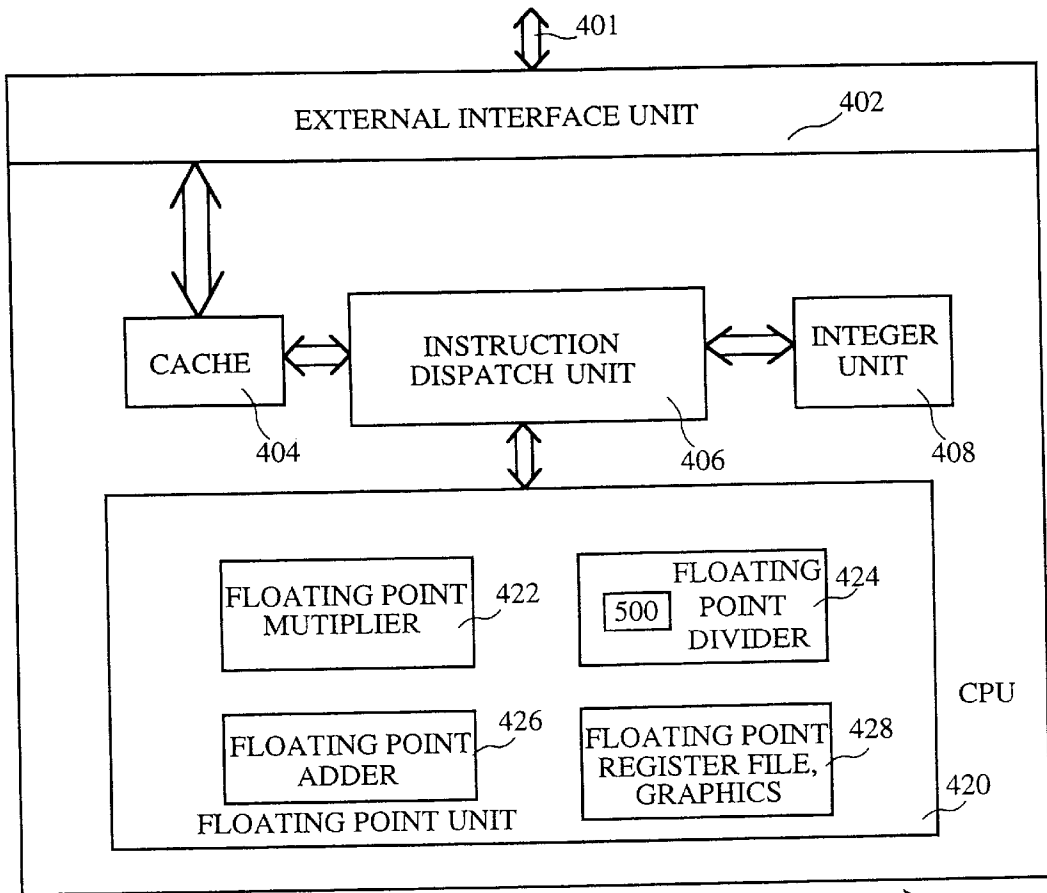 401
EXTERNAL INTERFACE UNIT
402
CACHE
404
INSTRUCTION
DISPATCH UNIT
406
INTEGER
UNIT
408
FLOATING POINT
MUTIPLIER
422
500
FLOATING
POINT
DIVIDER
424
CPU
FLOATING POINT
ADDER
426
FLOATING POINT
REGISTER FILE,
GRAPHICS
428
FLOATING POINT UNIT
420